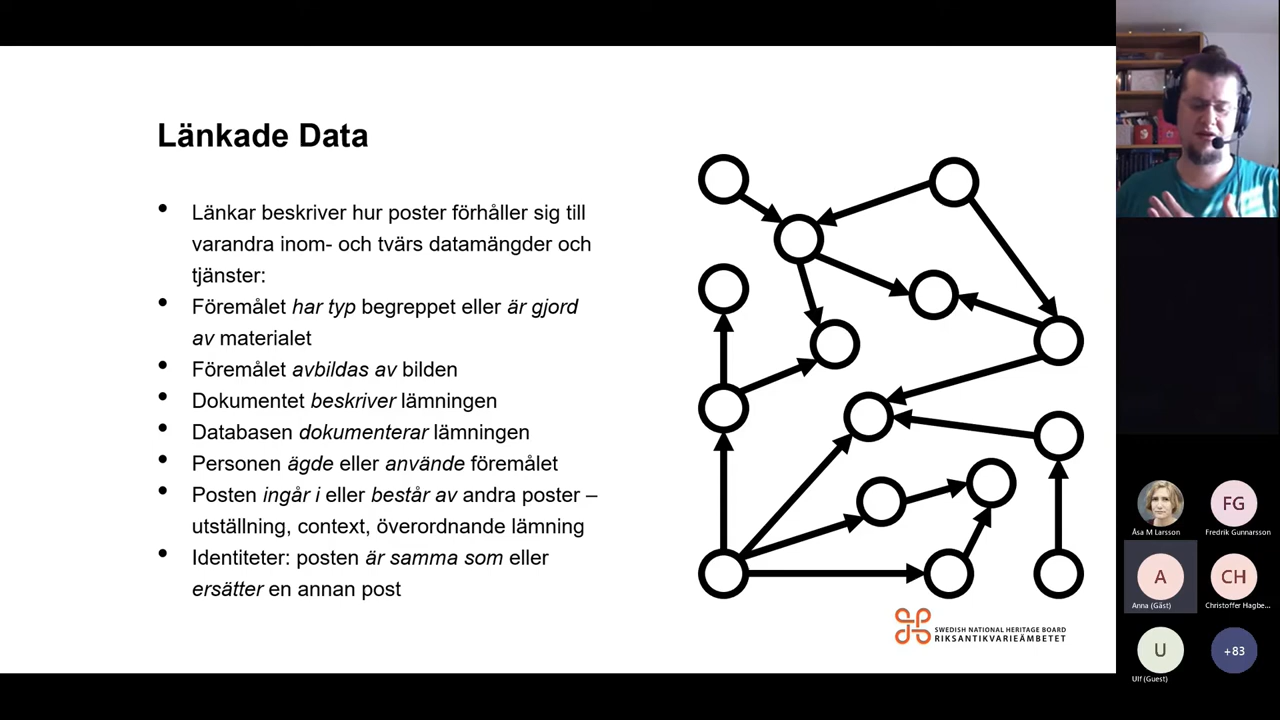 Länkade Data
• Länkar beskriver hur poster förhåller sig till
varandra inom- och tvärs datamängder och
tjänster:
• Föremålet har typ begreppet eller är gjord
av materialet
• Föremålet avbildas av bilden
• Dokumentet beskriver lämningen
• Databasen dokumenterar lämningen
• Personen ägde eller använde föremålet
• Posten ingår i eller består av andra poster –
utställning, context, överordnande lämning
• Identiteter: posten är samma som eller
ersätter en annan post
SWEDISH NATIONAL HERITAGE BOARD
RIKSANTIKVARIEÄMBETET
Åsa M Larsson
FG
Fredrik Gunnarsson
A
Anna (Gäst)
CH
Christoffer Hagbe...
U
Ulf (Guest)
+83